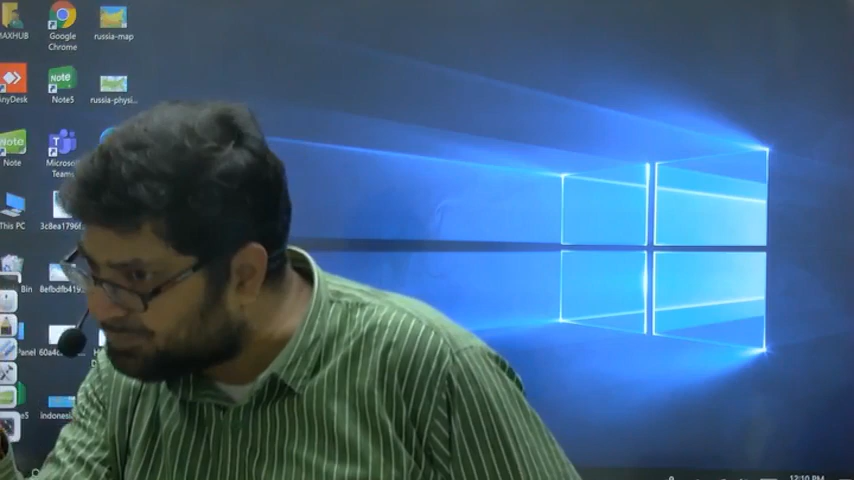 MAXHUB
Google
Chrome
russia-map
AnyDesk
Note5
russia-physi...
Note
Microsoft
Teams
This PC
3c8ea1796f
Bin
8efbdfb419
Panel
60a4c
Indonesia
12:10 PM